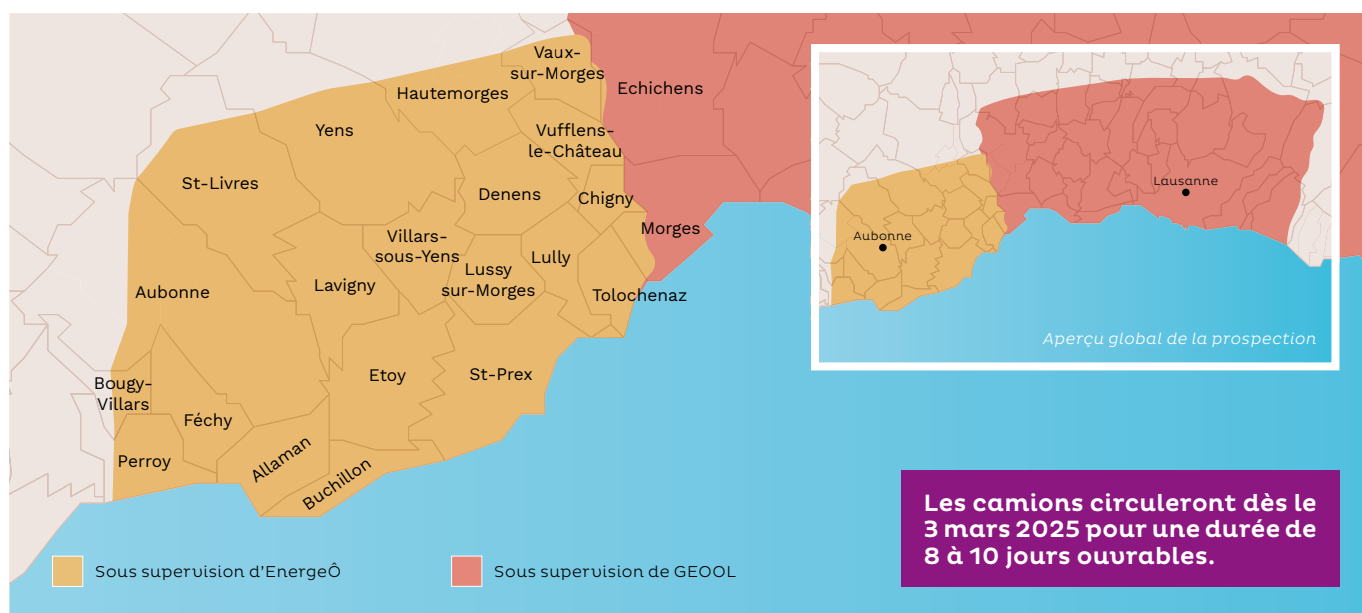 Vaux-
sur-Morges
Hautemorges
Echichens
Yens
Vufflens-
le-Château
St-Livres
Denens
Chigny
Morges
Villars-
sous-Yens
Lully
Lussy
sur-Morges
Lavigny
Aubonne
Tolochenaz
Etoy
St-Prex
Bougy-
Villars
Féchy
Perroy
Allaman
Buchillon
Lausanne
Aubonne
Aperçu global de la prospection
Les camions circuleront dès le
3 mars 2025 pour une durée de
8 à 10 jours ouvrables.
Sous supervision d'EnergeÔ
Sous supervision de GEOOL